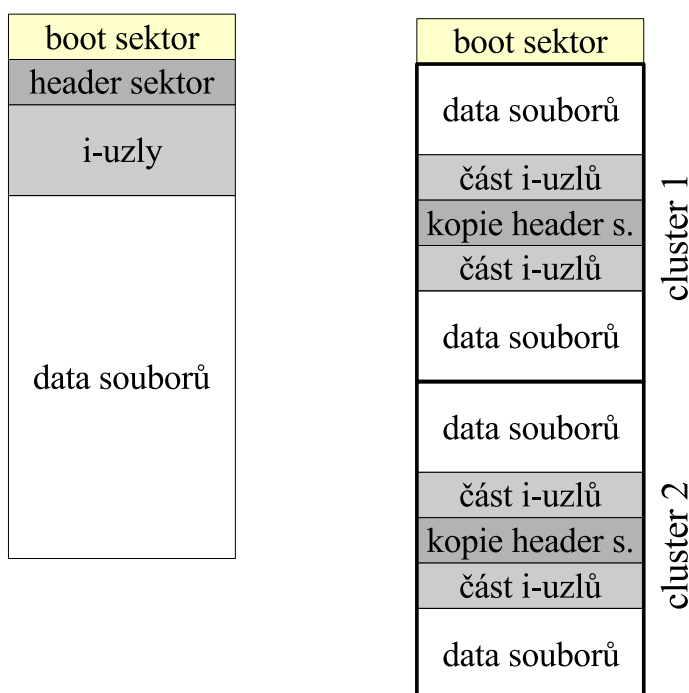 boot sektor
header sektor
i-uzly
data souborů
boot sektor
data souborů
část i-uzlů
kopie header s.
část i-uzlů
data souborů
cluster 1
data souborů
část i-uzlů
kopie header s.
část i-uzlů
data souborů
cluster 2